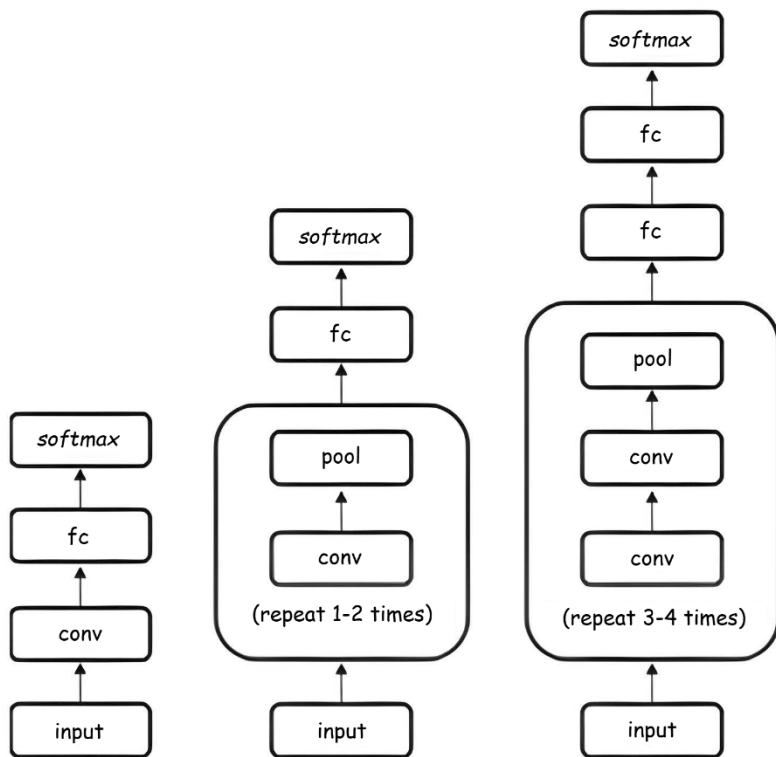 softmax
fc
conv
input
softmax
fc
pool
conv
(repeat 1-2 times)
input
softmax
fc
fc
pool
conv
conv
(repeat 3-4 times)
input